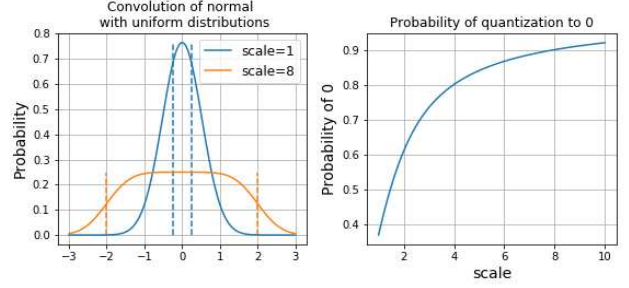 Convolution of normal
with uniform distributions
Probability
0.8
0.7
0.6
0.5
0.4
0.3
0.2
0.1
0.0
−3 −2 −1 0 1 2 3
scale=1
scale=8
Probability of quantization to 0
Probability of 0
0.9
0.8
0.7
0.6
0.5
0.4
2 4 6 8 10
scale